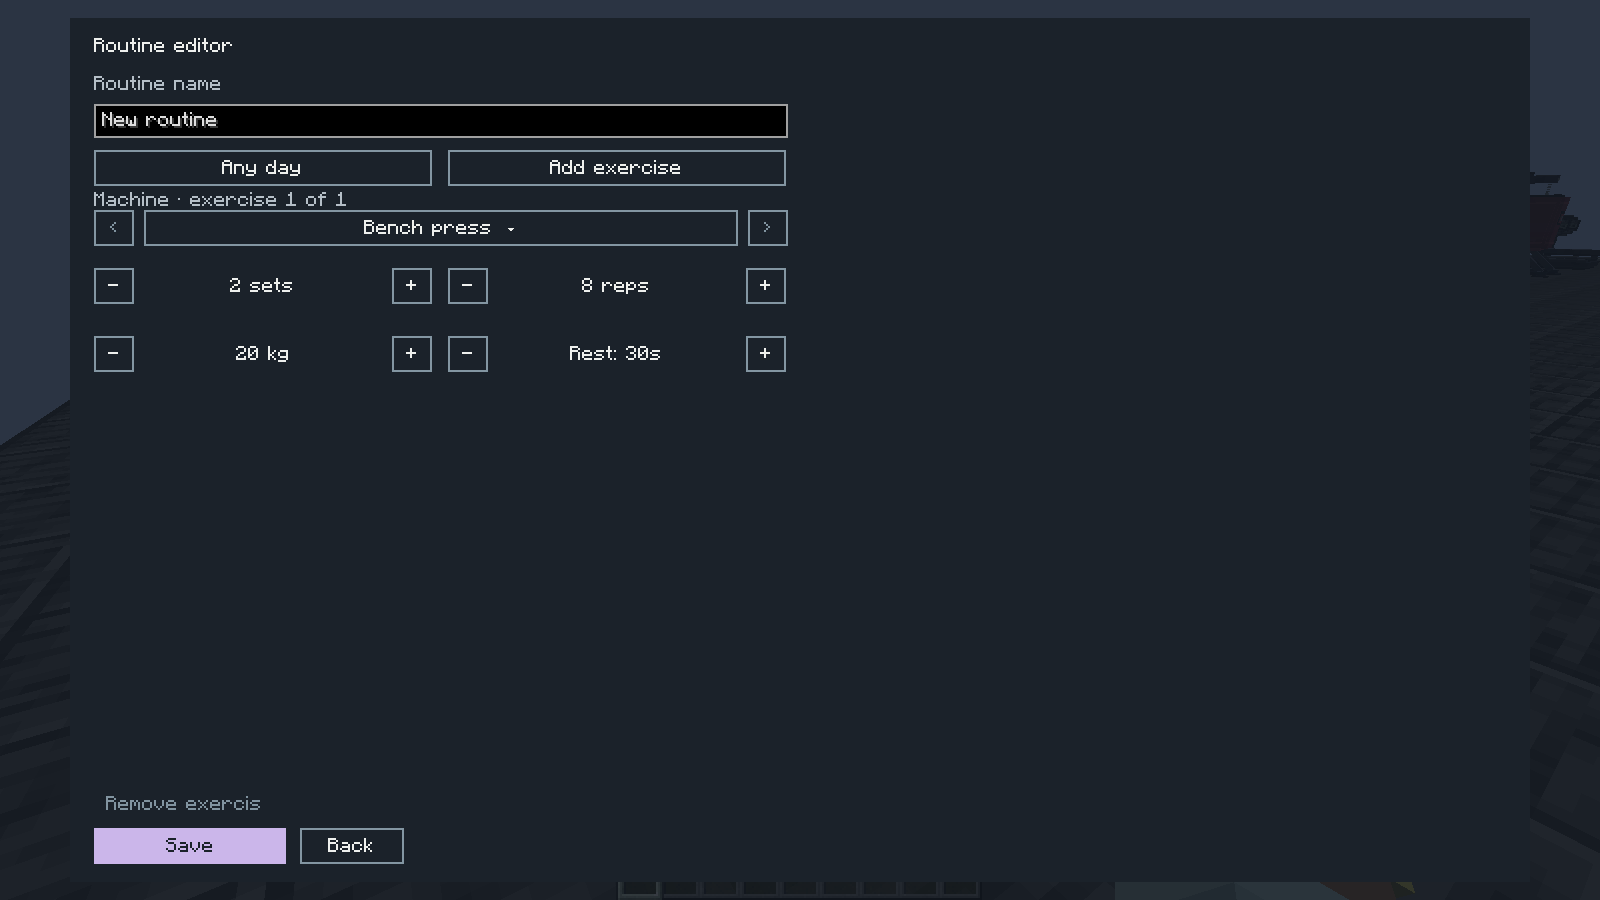 Routine editor
Routine name
New routine
Any day
Add exercise
Machine · exercise 1 of 1
< Bench press ▾ >
- 2 sets + - 8 reps +
- 20 kg + - Rest: 30s +
Remove exercis
Save
Back